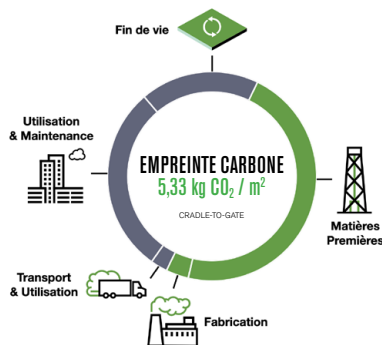 Fin de vie
Utilisation
& Maintenance
EMPREINTE CARBONE
5,33 kg CO₂ / m²
CRADLE-TO-GATE
Matières
Premières
Transport
& Utilisation
Fabrication